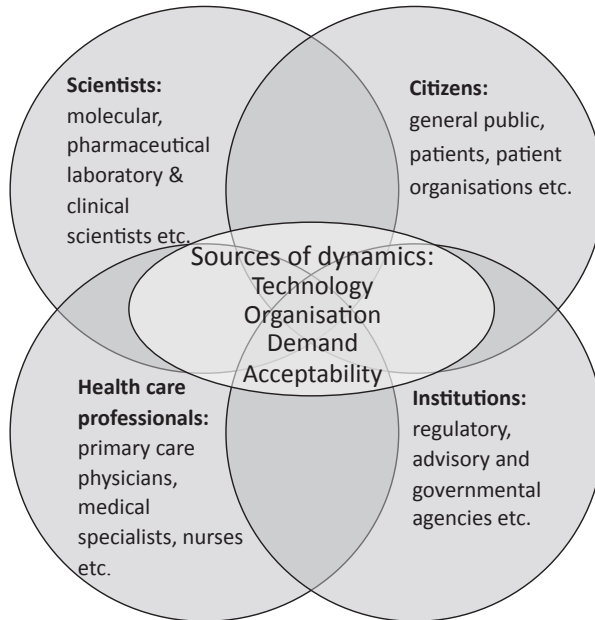 Scientists:
molecular,
pharmaceutical
laboratory &
clinical
scientists etc.
Citizens:
general public,
patients, patient
organisations etc.
Sources of dynamics:
Technology
Organisation
Demand
Acceptability
Health care
professionals:
primary care
physicians,
medical
specialists, nurses
etc.
Institutions:
regulatory,
advisory and
governmental
agencies etc.